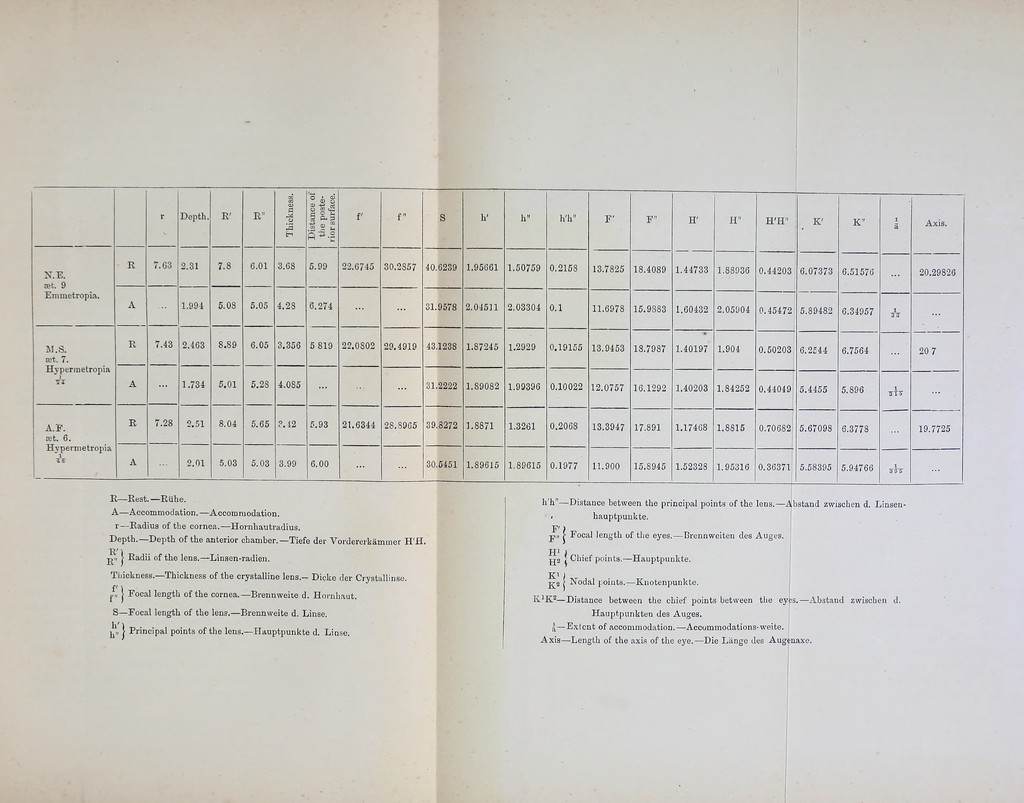 r Depth. R' R" Thickness. Distance of the poste-rior surface. f' f" S h' h" h'h" F' F" H' H" H'H" K' K" 1/a Axis.
N.E.
æt. 9
Emmetropia.
R 7.63 2.31 7.8 6.01 3.68 5.99 22.6745 30.2857 40.6239 1.95661 1.50759 0.2158 13.7825 18.4089 1.44733 1.88936 0.44203 6.07373 6.51576 ... 20.29826
A ... 1.994 5.08 5.05 4.28 6.274 ... ... 31.9578 2.04511 2.03304 0.1 11.6978 15.9883 1.60432 2.05904 0.45472 5.89482 6.34957 ...
M.S.
æt. 7.
Hypermetropia
R 7.43 2.463 8.89 6.05 3.356 5 819 22.0802 29.4919 43.1238 1.87245 1.2929 0.19155 13.9453 18.7987 1.40197 1.904 0.50203 6.2544 6.7564 ... 20 7
A ... 1.734 5.01 5.28 4.085 ... ... ... 31.2222 1.89082 1.99396 0.10022 12.0757 16.1292 1.40203 1.84252 0.44049 5.4455 5.896 ...
A.F.
æt. 6.
Hypermetropia
R 7.28 2.51 8.04 5.65 3.42 5.93 21.6344 28.8965 39.8272 1.8871 1.3261 0.2068 13.3947 17.891 1.17468 1.8815 0.70682 5.67098 6.3778 ... 19.7725
A ... 2.01 5.03 5.03 3.99 6.00 ... ... 30.5451 1.89615 1.89615 0.1977 11.900 15.8945 1.52328 1.95316 0.36371 5.58395 5.94766 ...
R—Rest.—Rühe.
A—Accommodation.—Accommodation.
r—Radius of the cornea.—Hornhautradius.
Depth.—Depth of the anterior chamber.—Tiefe der Vordererkämmer H'H.
R' R" } Radii of the lens.—Linsen-radien.
Thickness.—Thickness of the crystalline lens.—Dicke der Crystallinse.
f' f" } Focal length of the cornea.—Brennweite d. Hornhaut.
S—Focal length of the lens.—Brennweite d. Linse.
h' h" } Principal points of the lens.—Hauptpunkte d. Linse.
h'h"—Distance between the principal points of the lens.—Abstand zwischen d. Linsen-
hauptpunkte.
F' F" } Focal length of the eyes.—Brennweiten des Auges.
H¹ H² } Chief points.—Hauptpunkte.
K¹ K² } Nodal points.—Knotenpunkte.
K¹K²—Distance between the chief points between the eyes.—Abstand zwischen d.
Hauptpunkten des Auges.
1/a—Extent of accommodation.—Accommodations-weite.
Axis—Length of the axis of the eye.—Die Länge des Augenaxe.